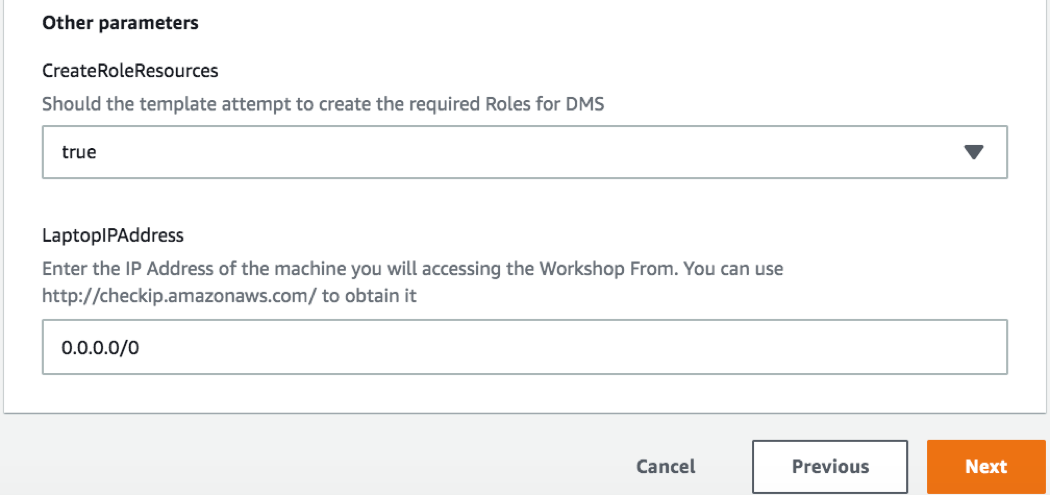 Other parameters
CreateRoleResources
Should the template attempt to create the required Roles for DMS
true
LaptopIPAddress
Enter the IP Address of the machine you will accessing the Workshop From. You can use
http://checkip.amazonaws.com/ to obtain it
0.0.0.0/0
Cancel Previous Next